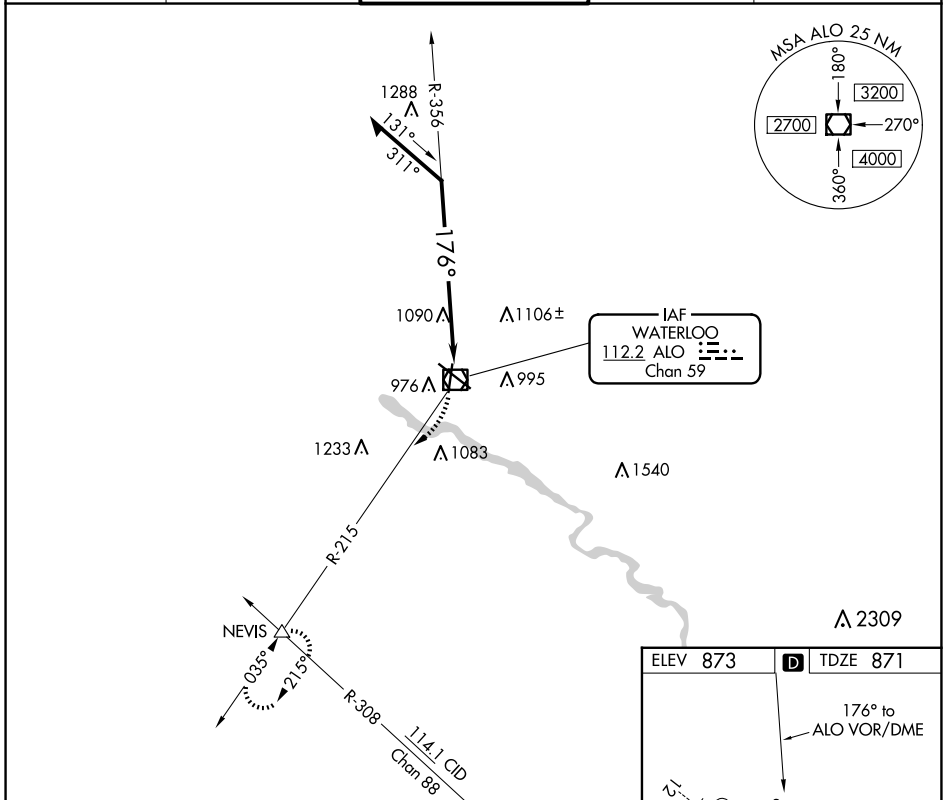 MSA ALO 25 NM
180°
3200
2700
270°
4000
360°
1288
R-356
131°
311°
176°
1090
1106±
IAF
WATERLOO
112.2 ALO
Chan 59
976
995
1233
1083
1540
R-215
NEVIS
035°
215°
R-308
114.1 CID
Chan 88
2309
ELEV 873
D
TDZE 871
176° to
ALO VOR/DME
12